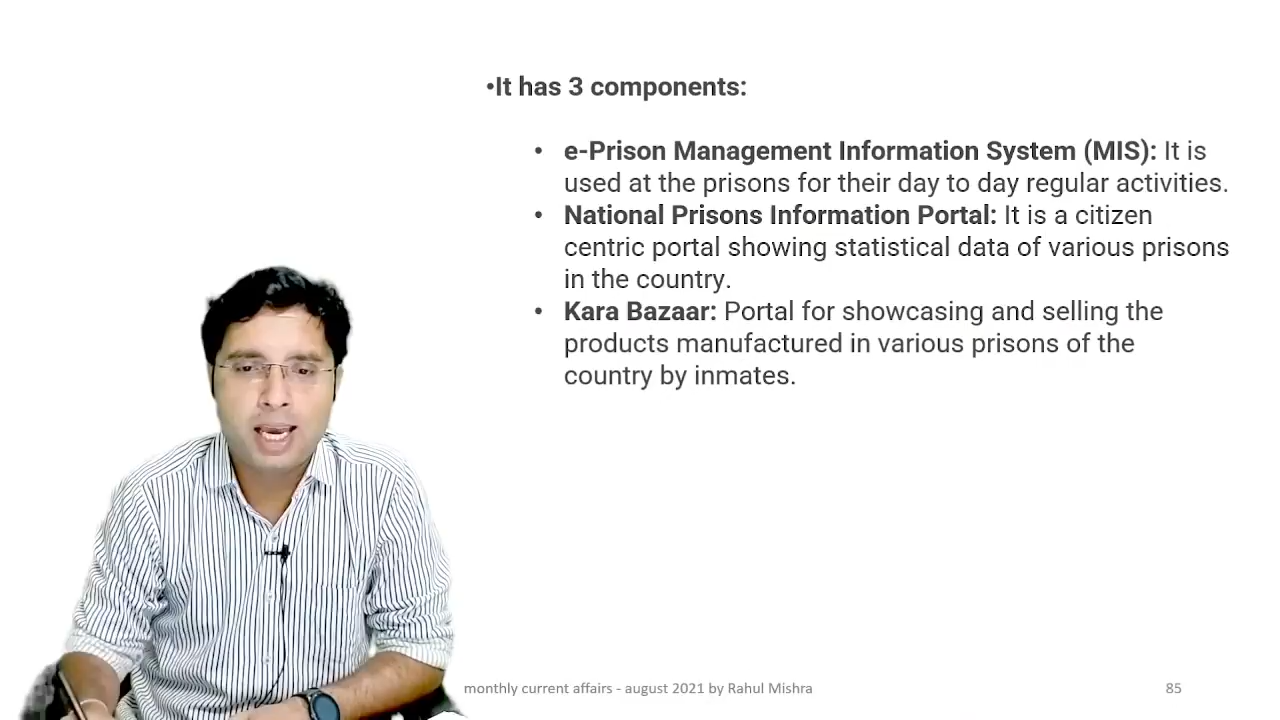 •It has 3 components:
• e-Prison Management Information System (MIS): It is
used at the prisons for their day to day regular activities.
• National Prisons Information Portal: It is a citizen
centric portal showing statistical data of various prisons
in the country.
• Kara Bazaar: Portal for showcasing and selling the
products manufactured in various prisons of the
country by inmates.
monthly current affairs - august 2021 by Rahul Mishra
85